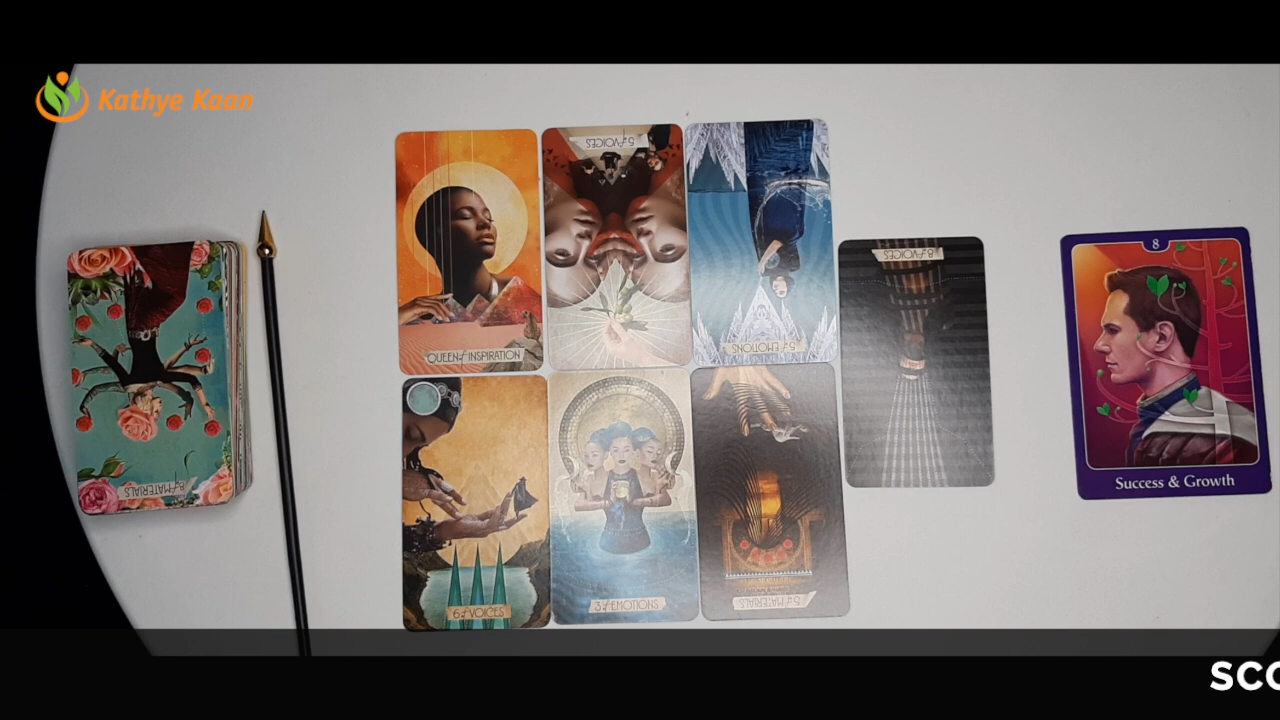 Kathye Kaan
5 of VOICES
8 of VOICES
8
QUEEN of INSPIRATION
5 of EMOTIONS
Success & Growth
8 of MATERIALS
6 of VOICES
3 of EMOTIONS
5 of MATERIALS
SCO